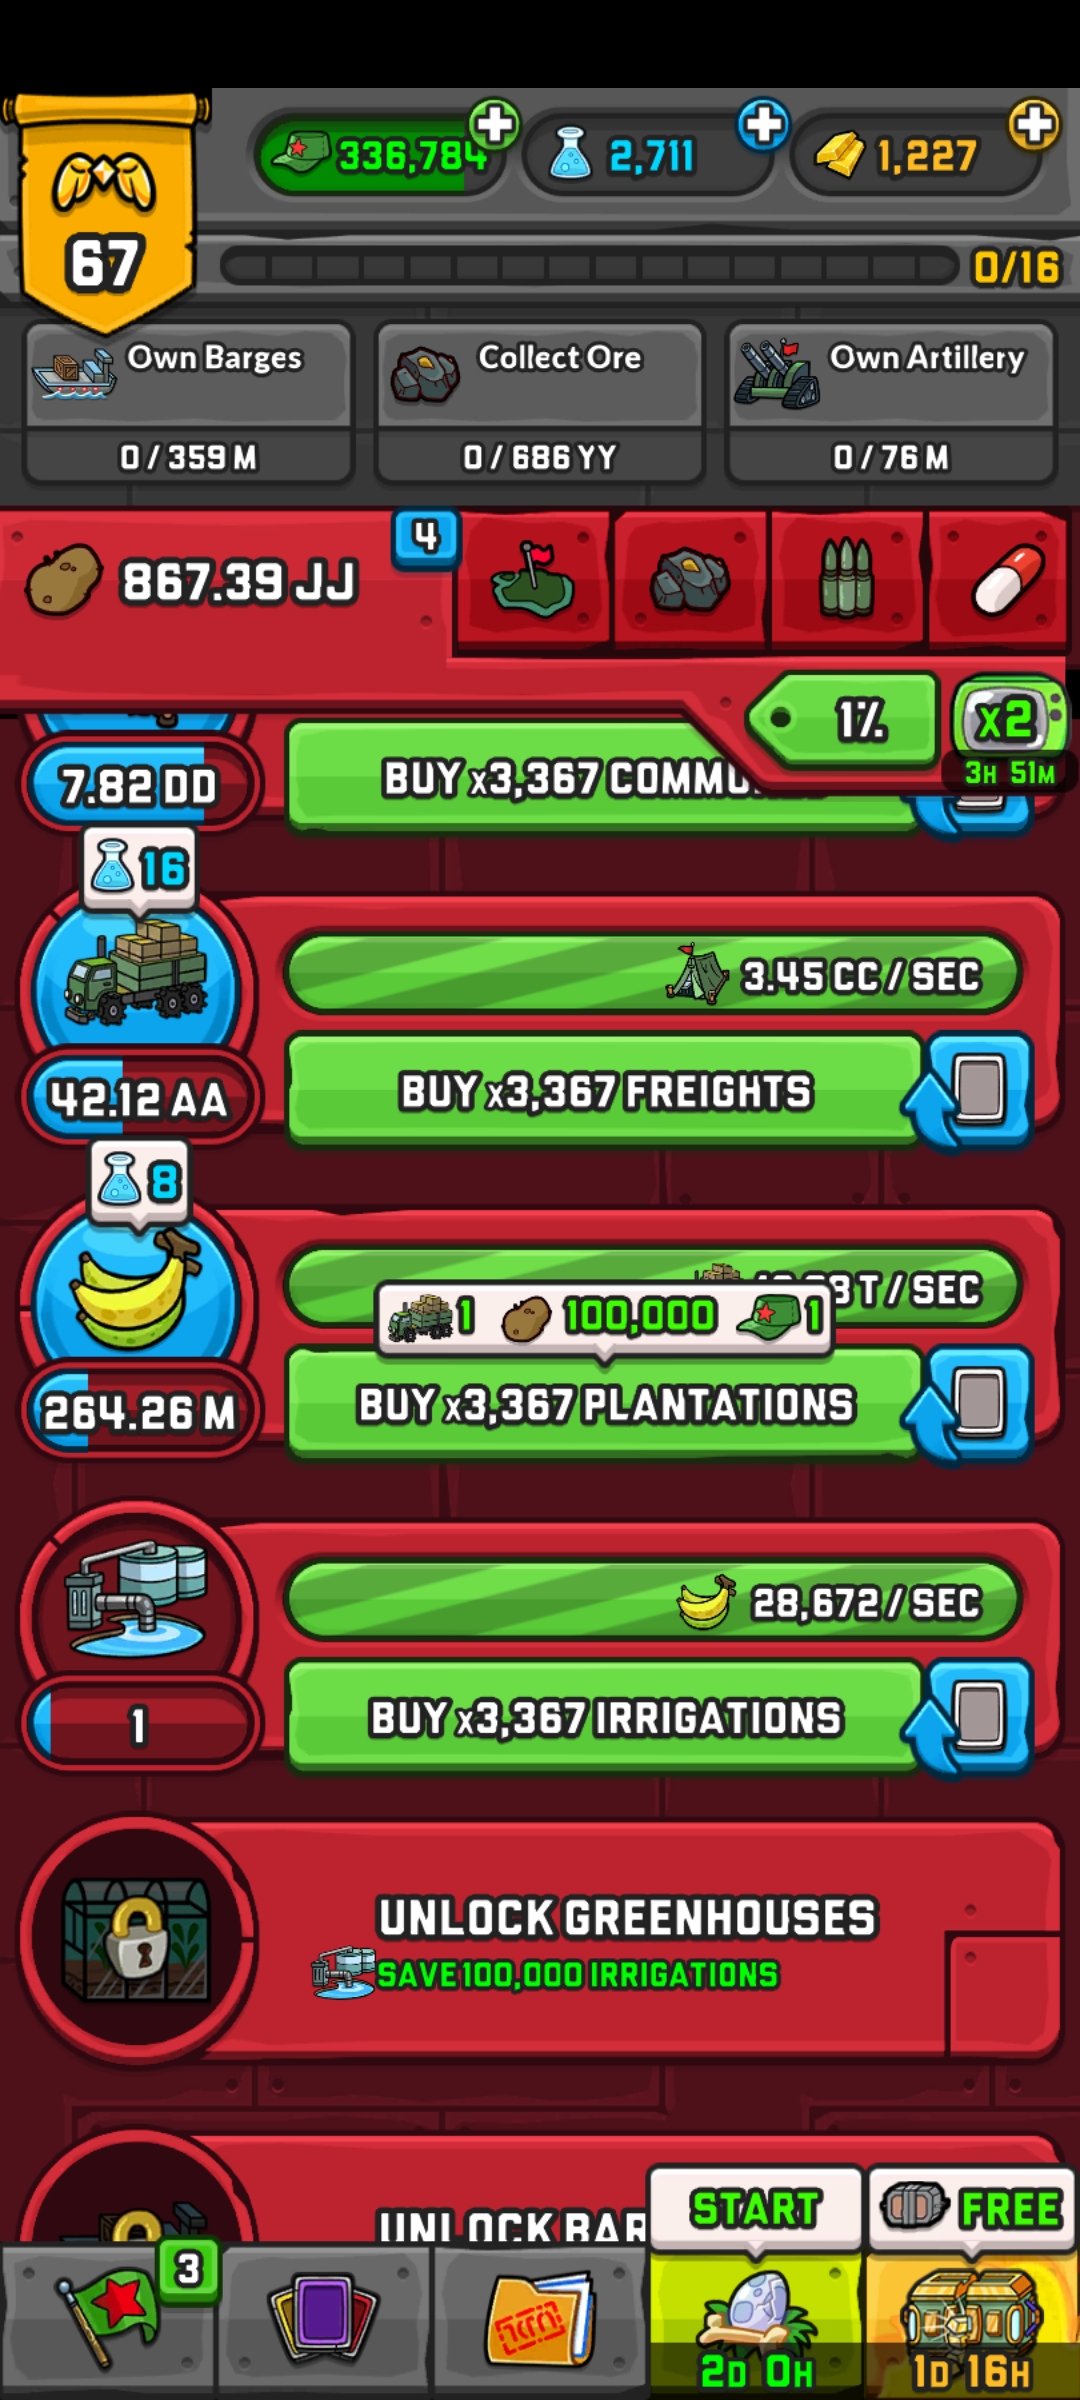 336,784
2,711
1,227
67
0/16
Own Barges
Collect Ore
Own Artillery
0 / 359 M
0 / 686 YY
0 / 76 M
867.39 JJ
4
1%
x2
3H 51M
7.82 DD
BUY x3,367 COMMU
16
3.45 CC / SEC
42.12 AA
BUY x3,367 FREIGHTS
8
T / SEC
1
100,000
1
264.26 M
BUY x3,367 PLANTATIONS
28,672 / SEC
1
BUY x3,367 IRRIGATIONS
UNLOCK GREENHOUSES
SAVE 100,000 IRRIGATIONS
UNLOCK BAR
START
FREE
3
2D 0H
1D 16H